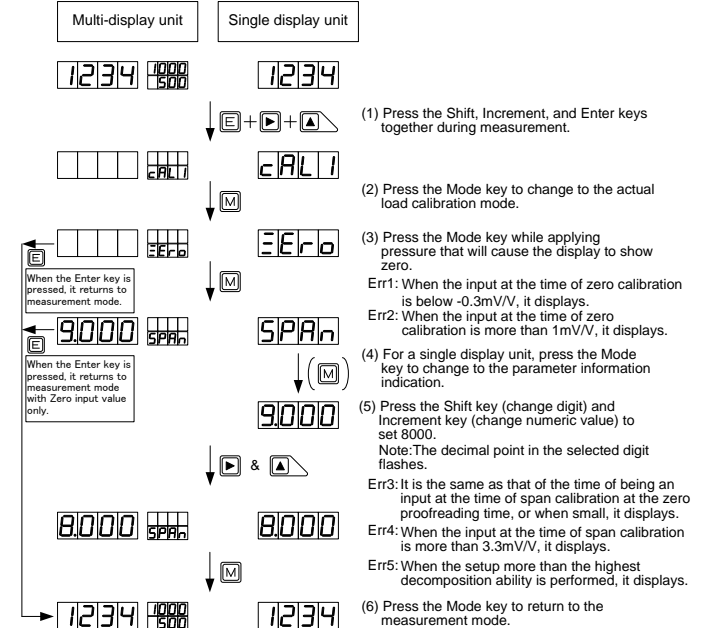 Multi-display unit Single display unit
1234 1000 1234
500
E + ▶ + ▲
(1) Press the Shift, Increment, and Enter keys
together during measurement.
cALI cALI
M
(2) Press the Mode key to change to the actual
load calibration mode.
ZEro ZEro
E
When the Enter key is
pressed, it returns to
measurement mode.
M
(3) Press the Mode key while applying
pressure that will cause the display to show
zero.
Err1: When the input at the time of zero calibration
is below -0.3mV/V, it displays.
Err2: When the input at the time of zero
calibration is more than 1mV/V, it displays.
9.000 SPAn SPAn
E
When the Enter key is
pressed, it returns to
measurement mode
with Zero input value
only.
(M)
(4) For a single display unit, press the Mode
key to change to the parameter information
indication.
9.000
(5) Press the Shift key (change digit) and
Increment key (change numeric value) to
set 8000.
Note:The decimal point in the selected digit
flashes.
▶ & ▲
Err3: It is the same as that of the time of being an
input at the time of span calibration at the zero
proofreading time, or when small, it displays.
Err4: When the input at the time of span calibration
is more than 3.3mV/V, it displays.
Err5: When the setup more than the highest
decomposition ability is performed, it displays.
8.000 SPAn 8.000
M
(6) Press the Mode key to return to the
measurement mode.
1234 1000 1234
500